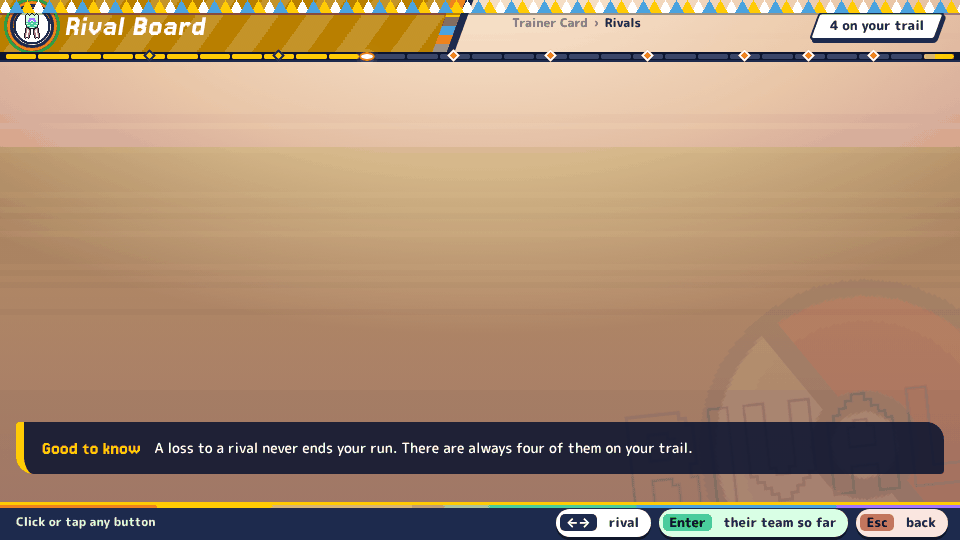 Rival Board
Trainer Card › Rivals
4 on your trail
Good to know A loss to a rival never ends your run. There are always four of them on your trail.
RIVAL
Click or tap any button
←→ rival
Enter their team so far
Esc back